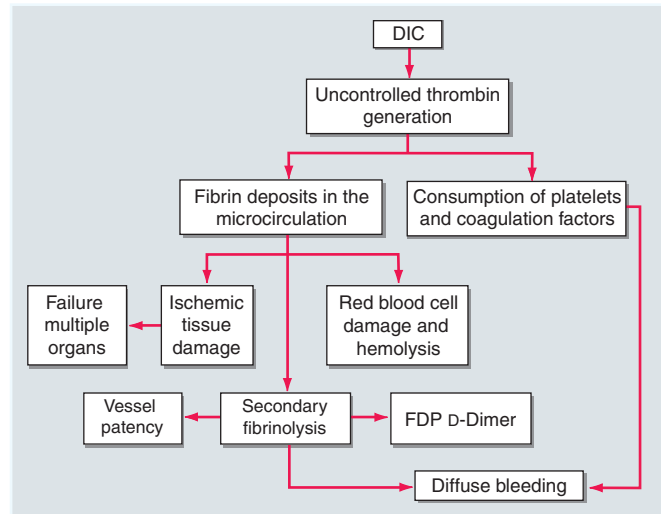 DIC
Uncontrolled thrombin
generation
Fibrin deposits in the
microcirculation
Consumption of platelets
and coagulation factors
Failure
multiple
organs
Ischemic
tissue
damage
Red blood cell
damage and
hemolysis
Vessel
patency
Secondary
fibrinolysis
FDP D-Dimer
Diffuse bleeding